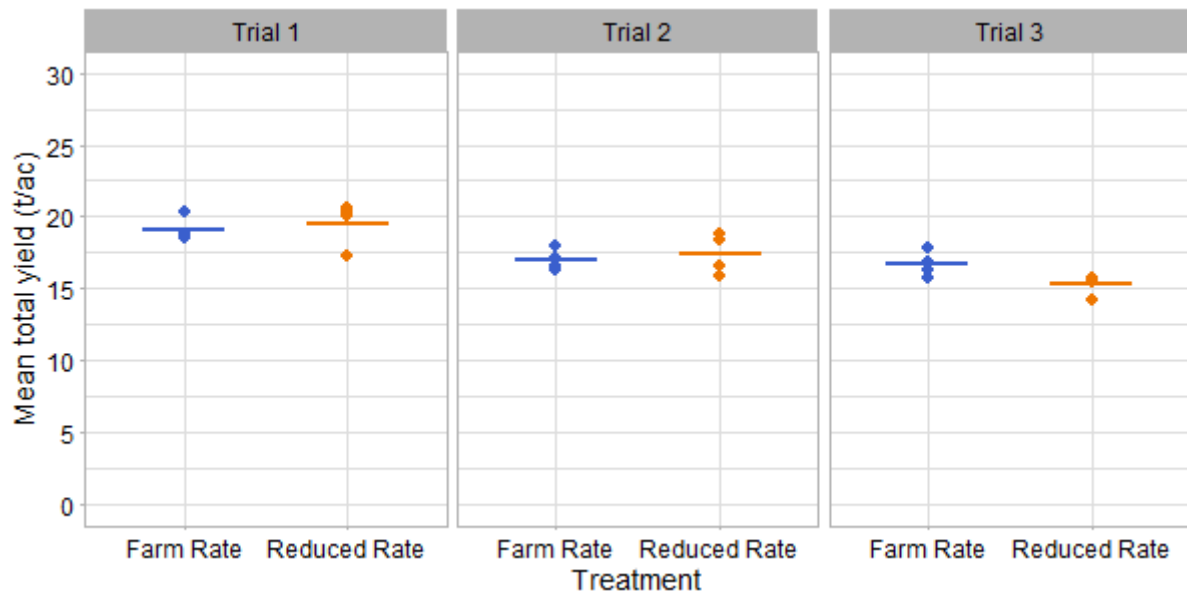 Trial 1 Trial 2 Trial 3
Mean total yield (t/ac)
30
25
20
15
10
5
0
Farm Rate Reduced Rate Farm Rate Reduced Rate Farm Rate Reduced Rate
Treatment